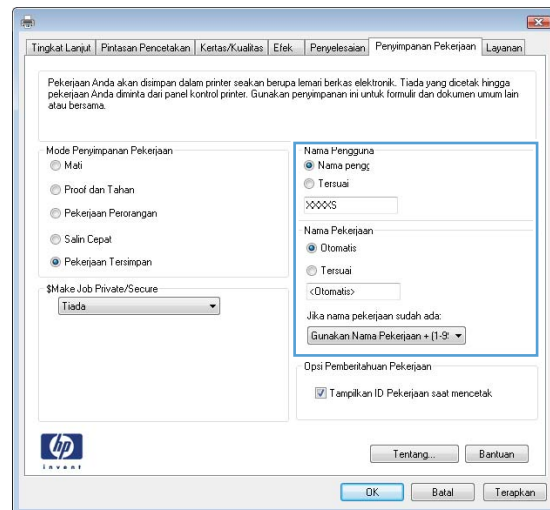 Tingkat Lanjut Pintasan Pencetakan Kertas/Kualitas Efek Penyelesaian Penyimpanan Pekerjaan Layanan
Pekerjaan Anda akan disimpan dalam printer seakan berupa lemari berkas elektronik. Tiada yang dicetak hingga
pekerjaan Anda diminta dari panel kontrol printer. Gunakan penyimpanan ini untuk formulir dan dokumen umum lain
atau bersama.
Mode Penyimpanan Pekerjaan
Mati
Proof dan Tahan
Pekerjaan Perorangan
Salin Cepat
Pekerjaan Tersimpan
$Make Job Private/Secure
Tiada
Nama Pengguna
Nama pengg
Tersuai
XXXXS
Nama Pekerjaan
Otomatis
Tersuai
<Otomatis>
Jika nama pekerjaan sudah ada:
Gunakan Nama Pekerjaan + (1-9
Opsi Pemberitahuan Pekerjaan
Tampilkan ID Pekerjaan saat mencetak
hp
invent
Tentang... Bantuan
OK Batal Terapkan